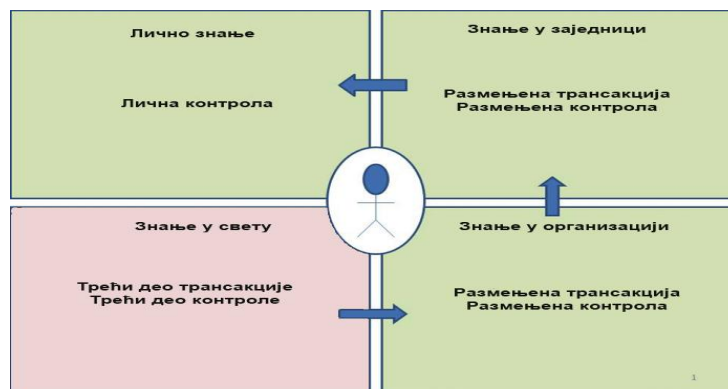 Лично знање
Лична контрола
Знање у заједници
Размењена трансакција
Размењена контрола
Знање у свету
Трећи део трансакције
Трећи део контроле
Знање у организацији
Размењена трансакција
Размењена контрола
1